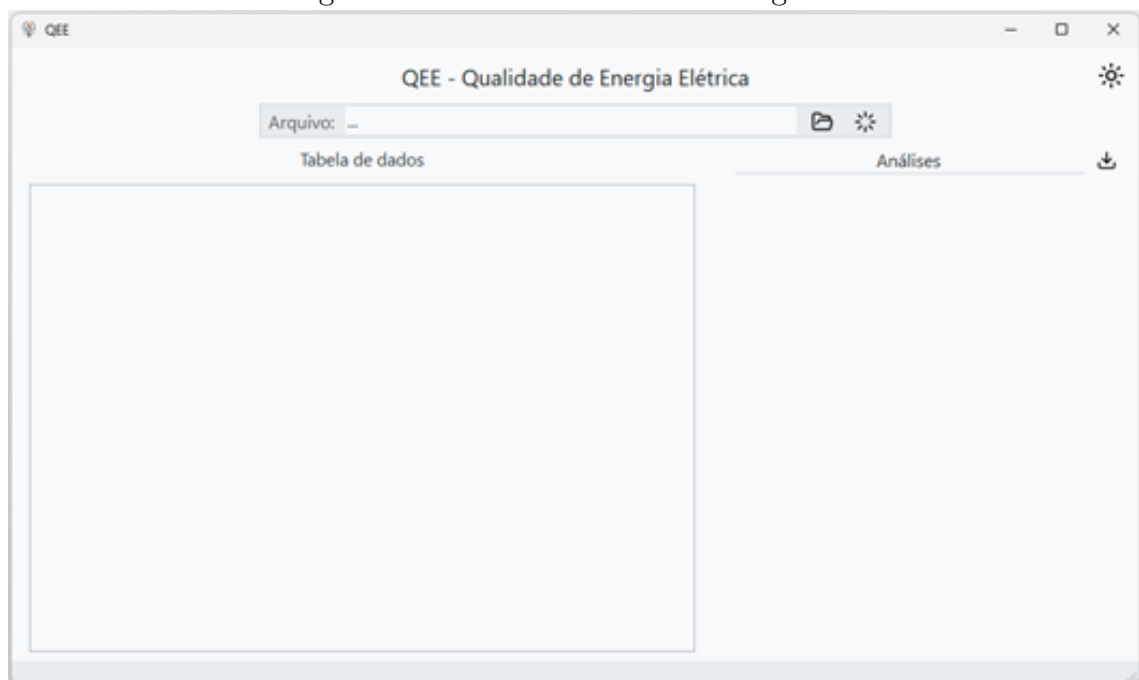 QEE
QEE - Qualidade de Energia Elétrica
Arquivo: ...
Tabela de dados
Análises